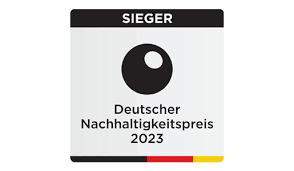 SIEGER
Deutscher
Nachhaltigkeitspreis
2023